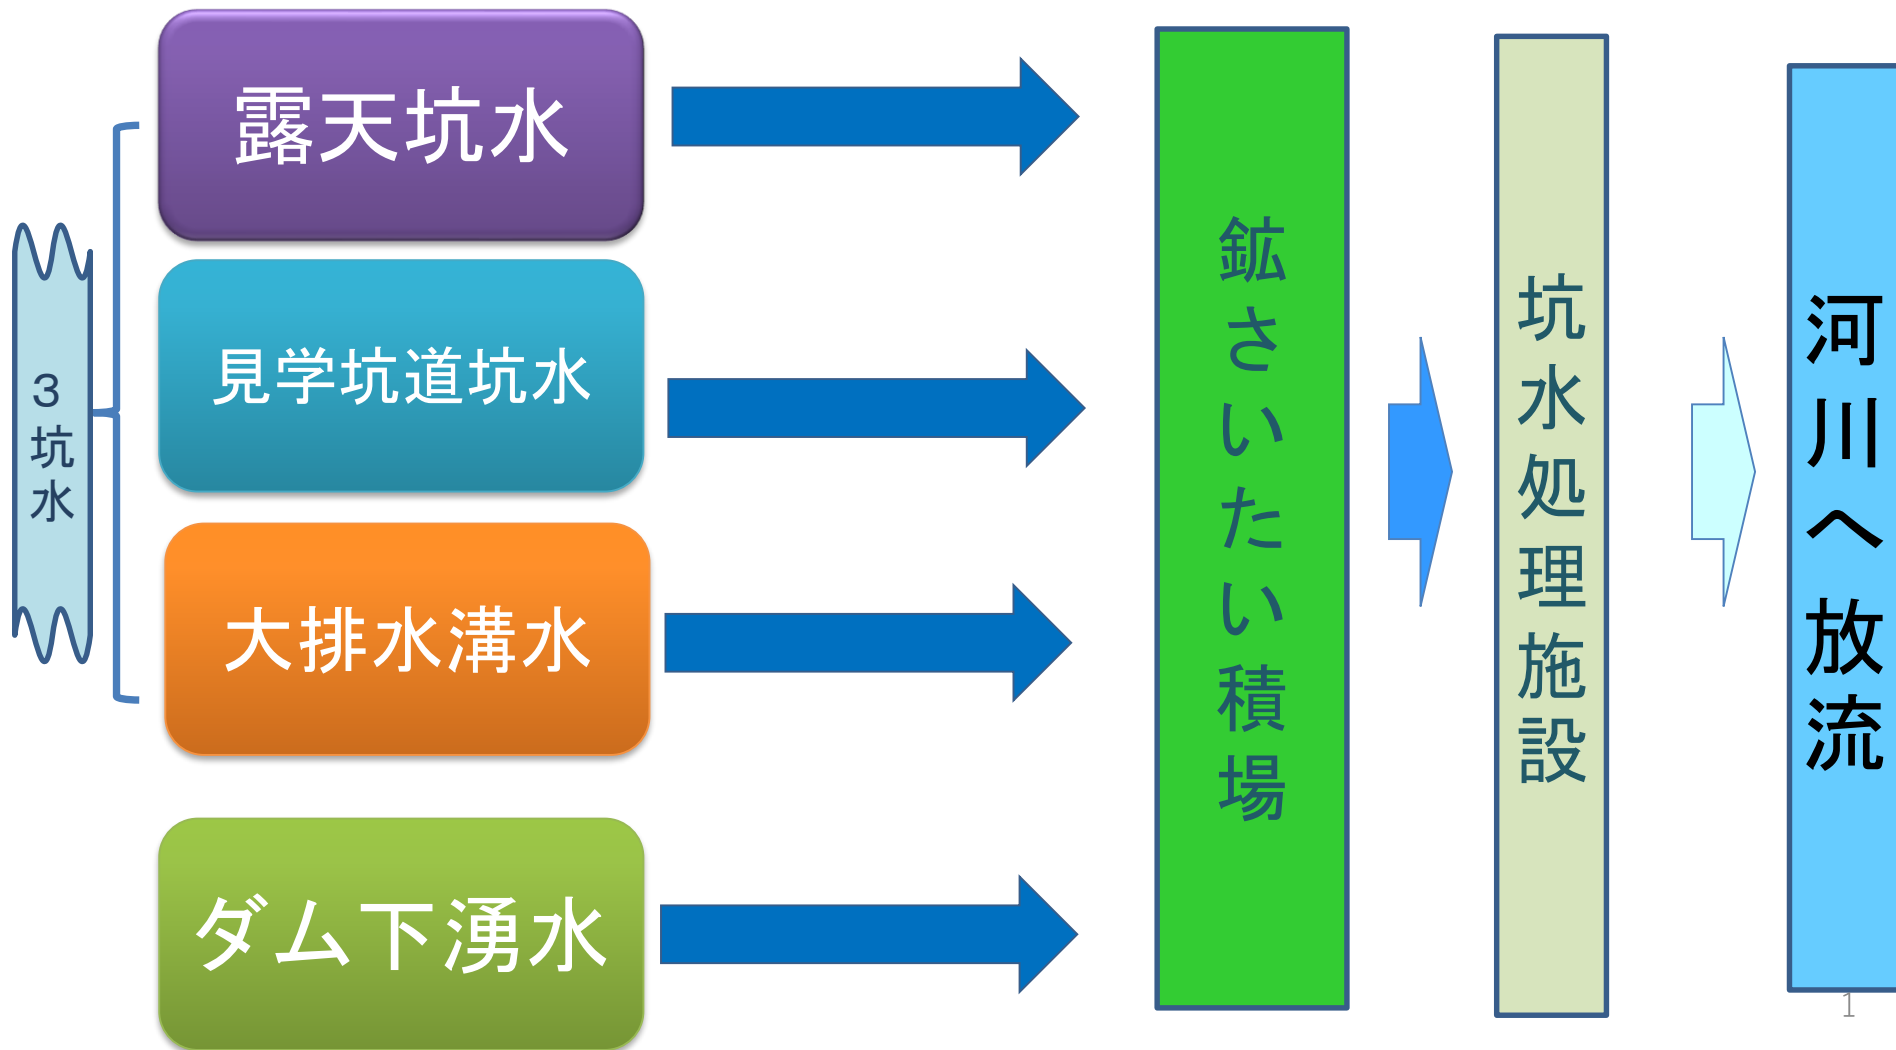 ３坑水
露天坑水
見学坑道坑水
大排水溝水
ダム下湧水
鉱さいたい積場
坑水処理施設
河川へ放流
1